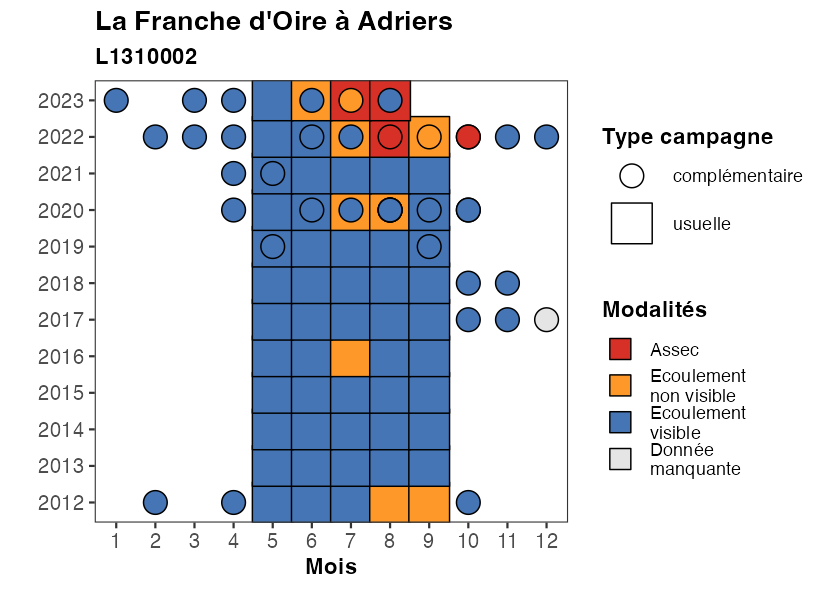 La Franche d'Oire à Adriers
L1310002
2023
2022
2021
2020
2019
2018
2017
2016
2015
2014
2013
2012
1 2 3 4 5 6 7 8 9 10 11 12
Mois
Type campagne
complémentaire
usuelle
Modalités
Assec
Ecoulement
non visible
Ecoulement
visible
Donnée
manquante